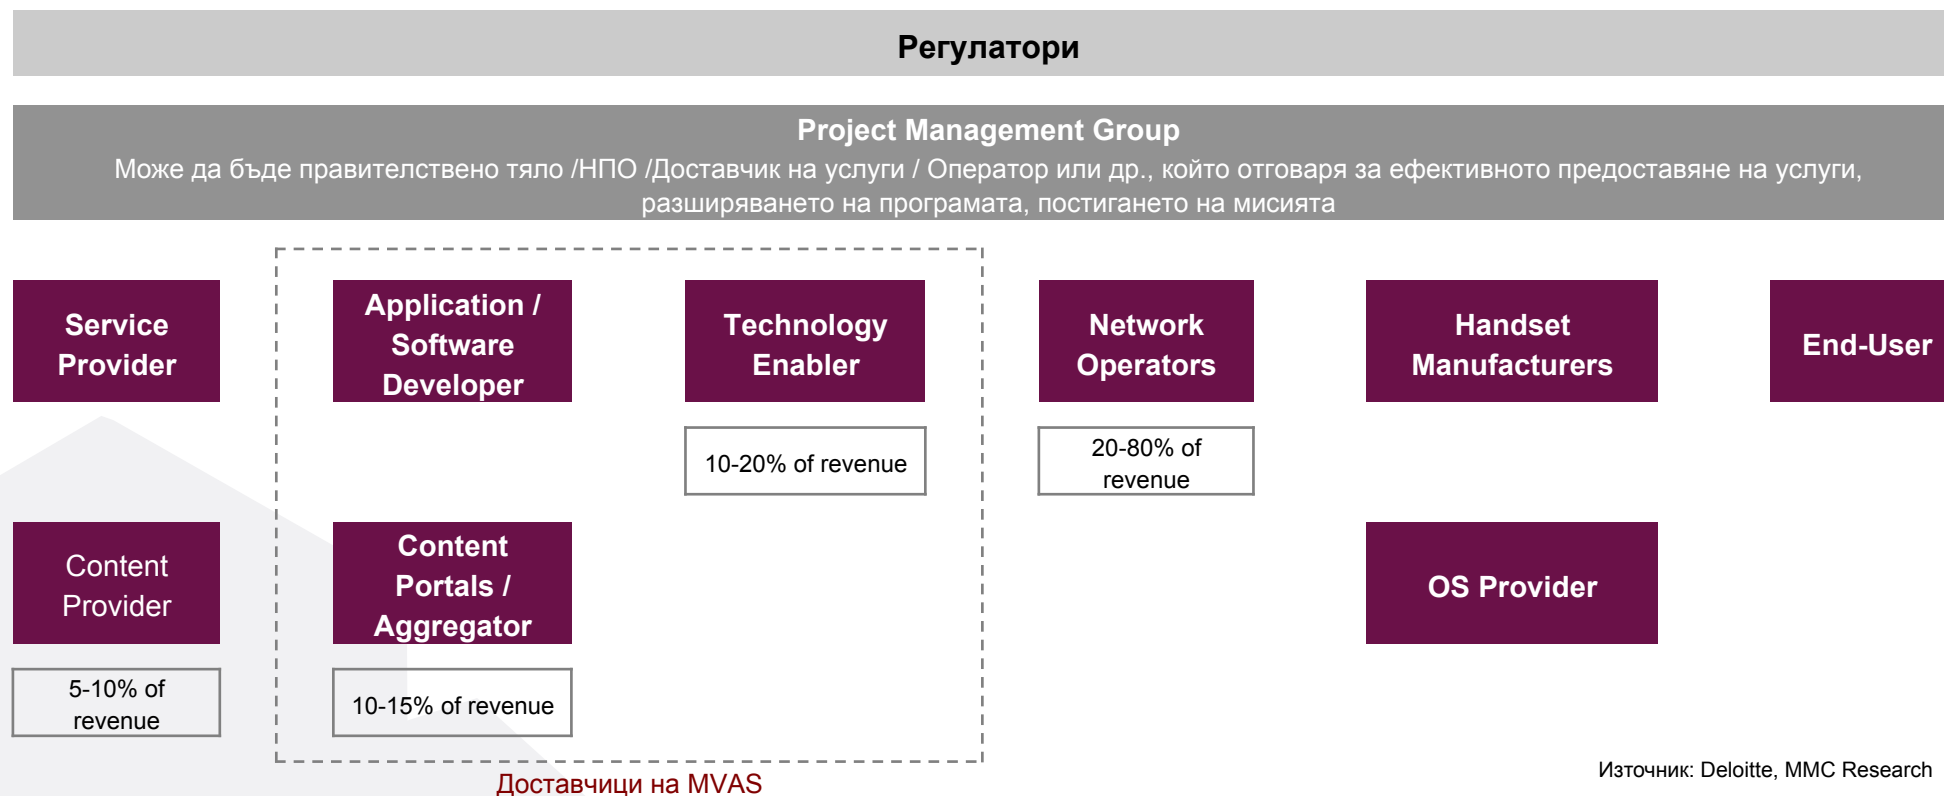 Регулатори
Project Management Group
Може да бъде правителствено тяло /НПО /Доставчик на услуги / Оператор или др., който отговаря за ефективното предоставяне на услуги,
разширяването на програмата, постигането на мисията
Service
Provider
Application /
Software
Developer
Technology
Enabler
Network
Operators
Handset
Manufacturers
End-User
10-20% of revenue
20-80% of
revenue
Content
Provider
Content
Portals /
Aggregator
OS Provider
5-10% of
revenue
10-15% of revenue
Доставчици на MVAS
Източник: Deloitte, MMC Research